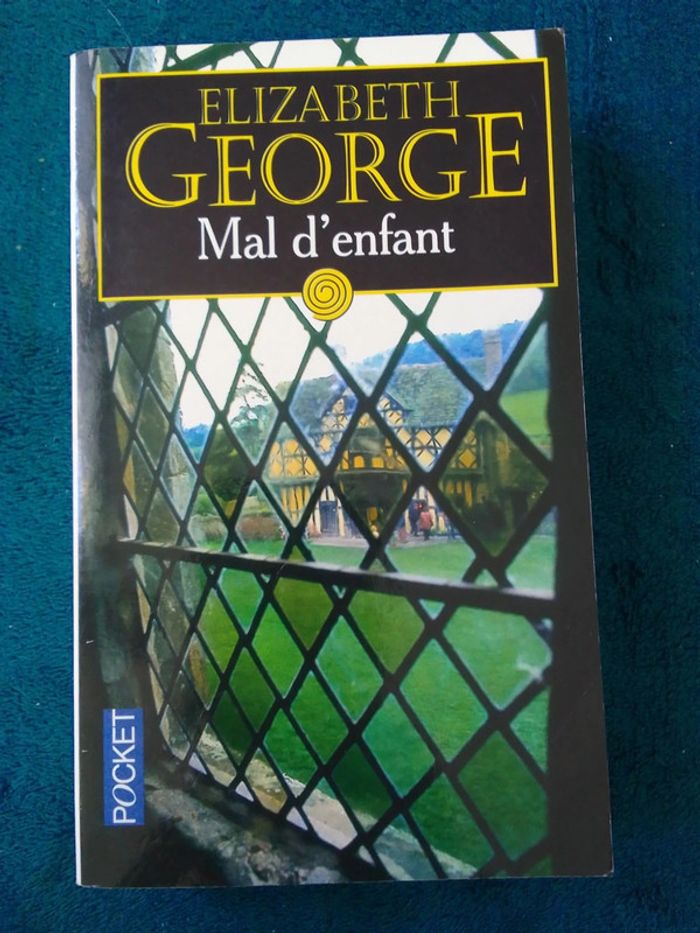 ELIZABETH
GEORGE
Mal d'enfant
POCKET